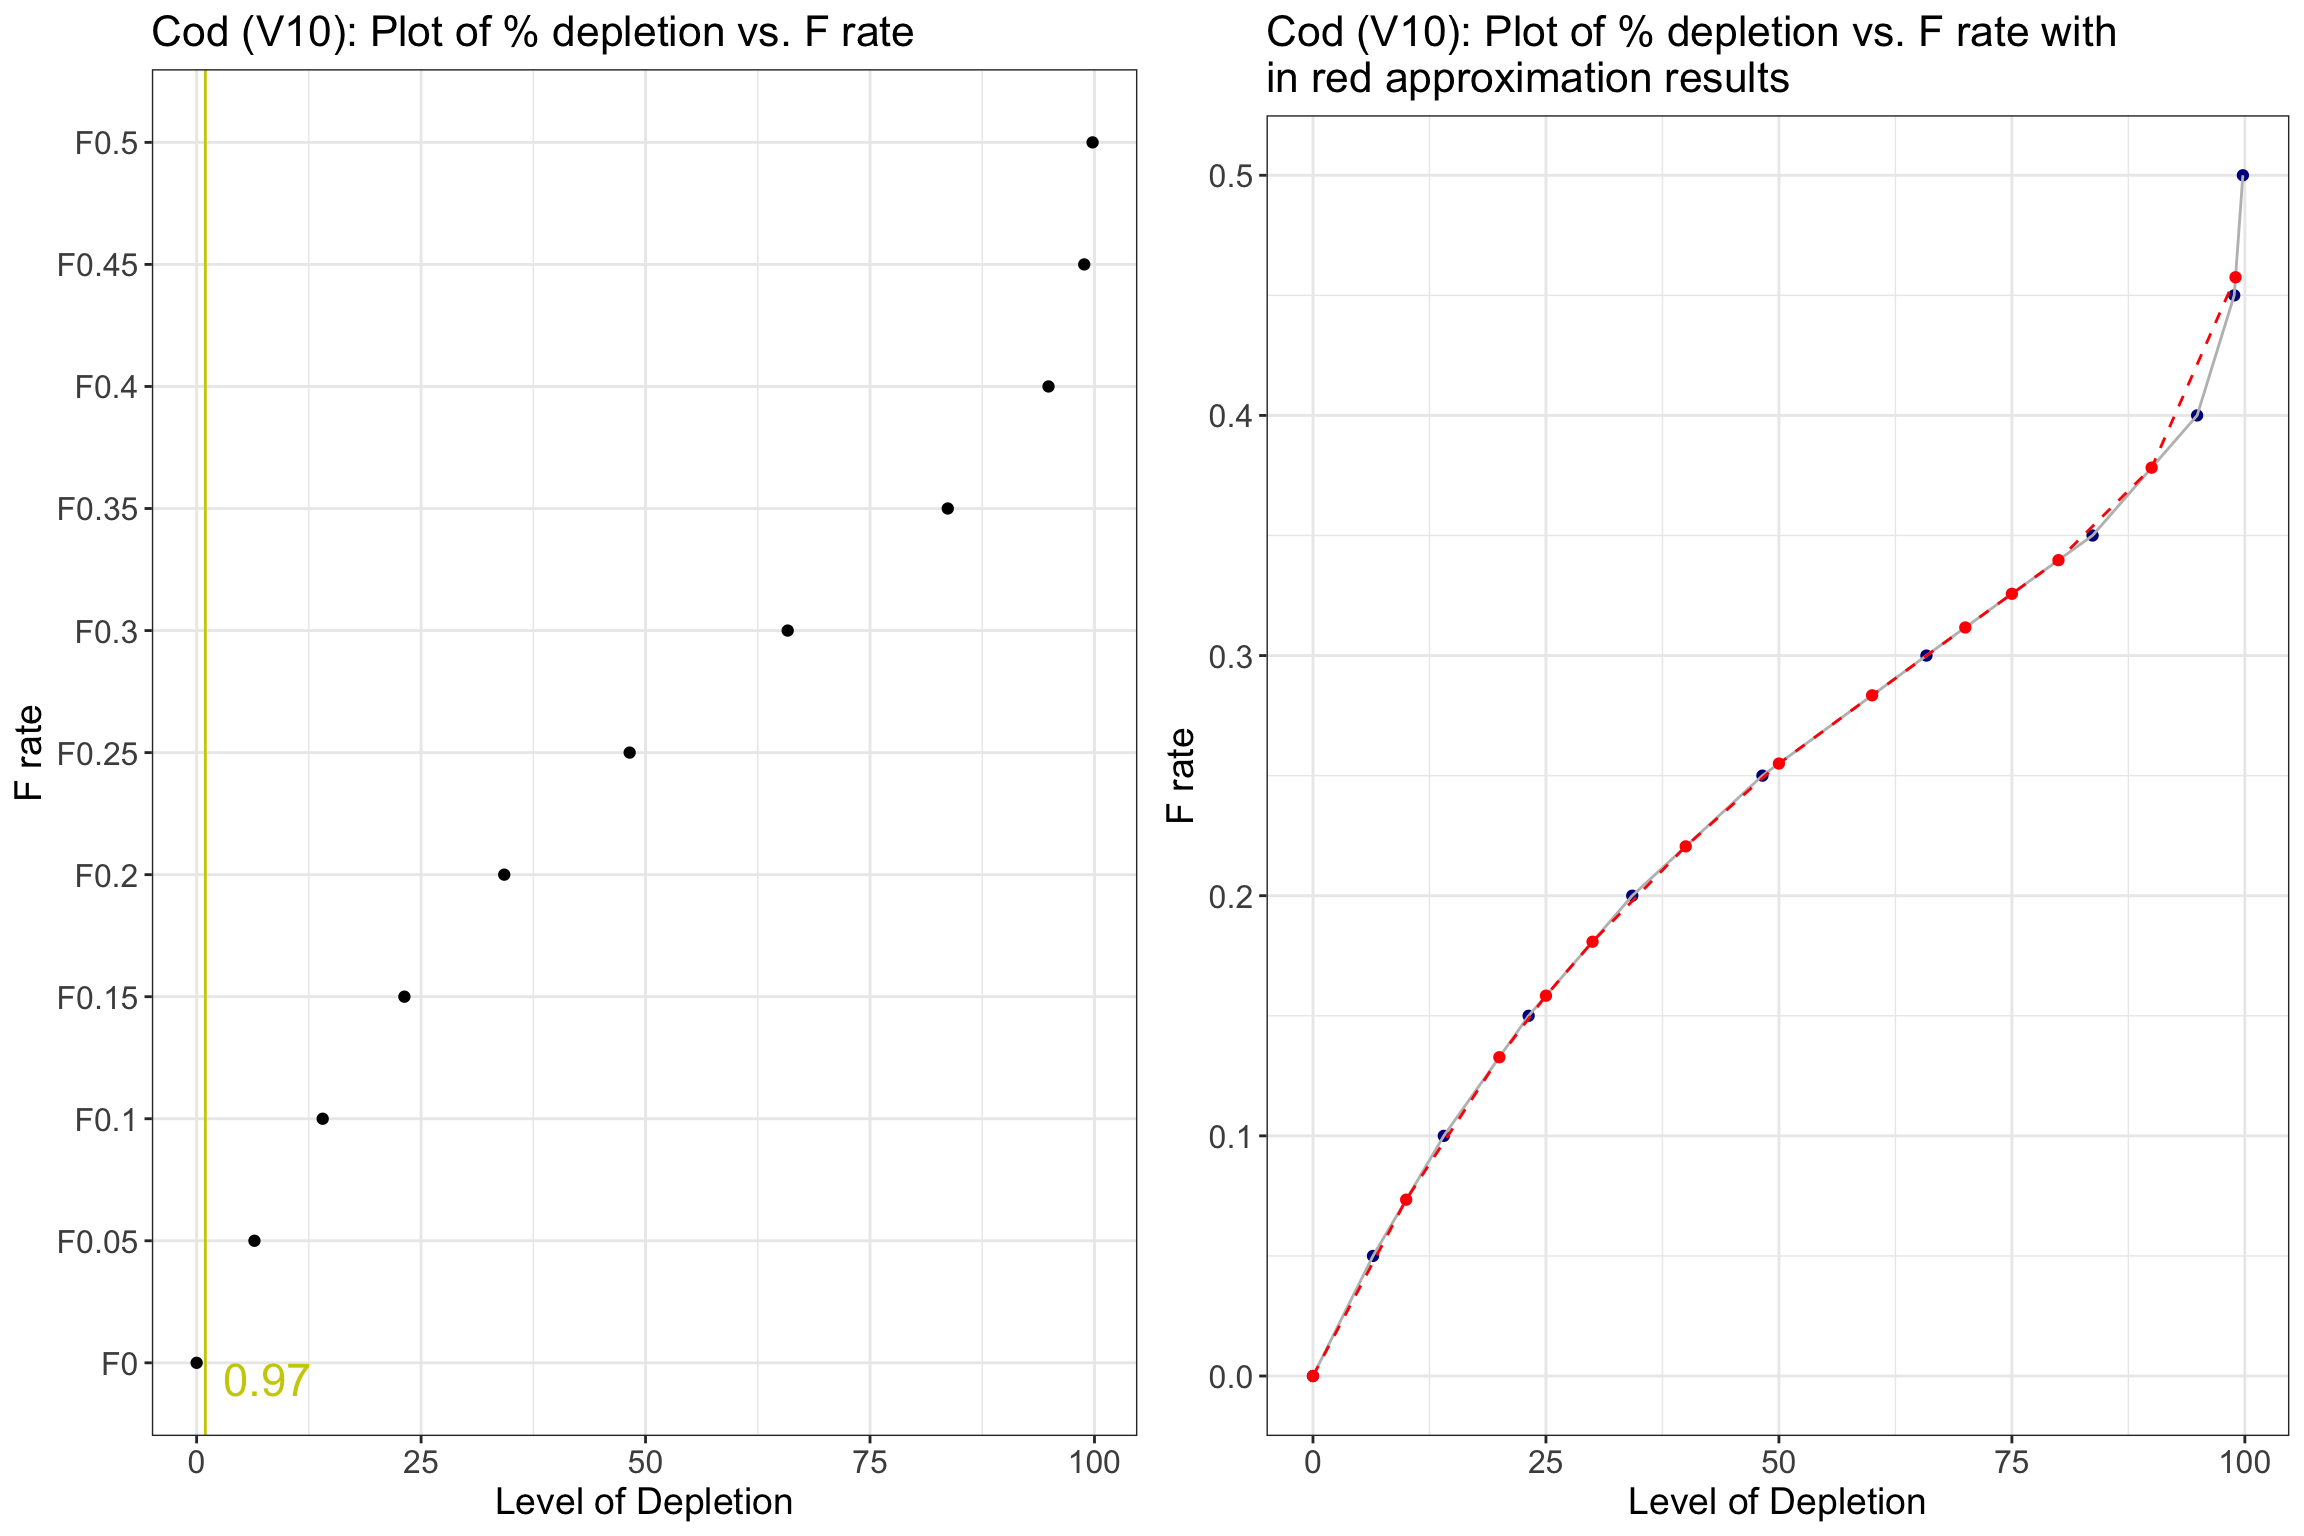 Cod (V10): Plot of % depletion vs. F rate
F rate
F0.5
F0.45
F0.4
F0.35
F0.3
F0.25
F0.2
F0.15
F0.1
F0.05
F0
0.97
0 25 50 75 100
Level of Depletion
Cod (V10): Plot of % depletion vs. F rate with
in red approximation results
F rate
0.5
0.4
0.3
0.2
0.1
0.0
0 25 50 75 100
Level of Depletion